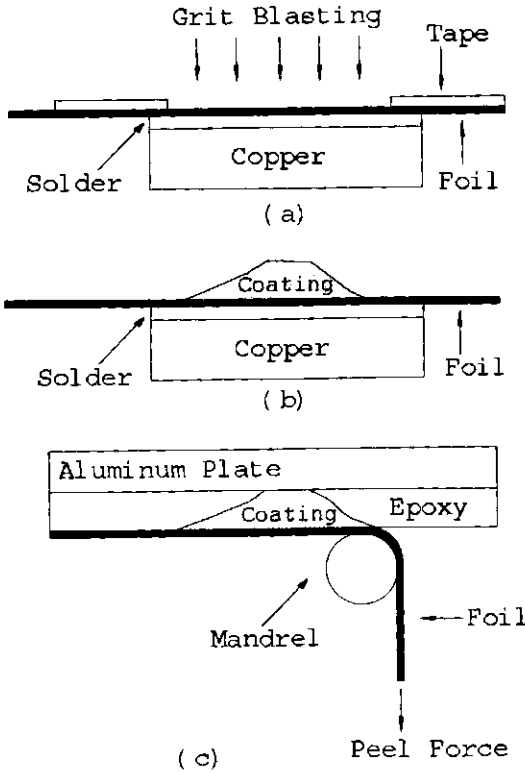 Grit Blasting
Tape
Copper
Solder
Foil
(a)
Coating
Copper
Solder
Foil
(b)
Aluminum Plate
Coating
Epoxy
Mandrel
Foil
Peel Force
(c)